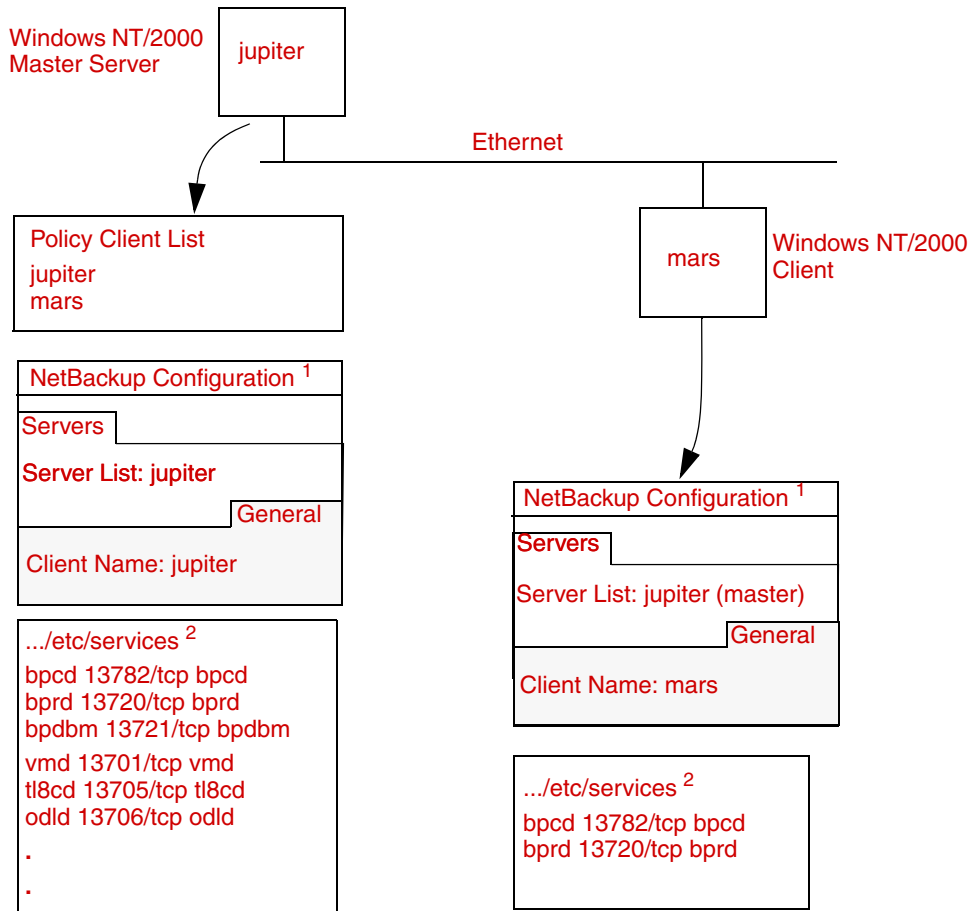 Windows NT/2000
Master Server
jupiter
Ethernet
Policy Client List
jupiter
mars
mars
Windows NT/2000
Client
NetBackup Configuration 1
Servers
Server List: jupiter
General
Client Name: jupiter
.../etc/services 2
bpcd 13782/tcp bpcd
bprd 13720/tcp bprd
bpdbm 13721/tcp bpdbm
vmd 13701/tcp vmd
tl8cd 13705/tcp tl8cd
odld 13706/tcp odld
.
.
NetBackup Configuration 1
Servers
Server List: jupiter (master)
General
Client Name: mars
.../etc/services 2
bpcd 13782/tcp bpcd
bprd 13720/tcp bprd